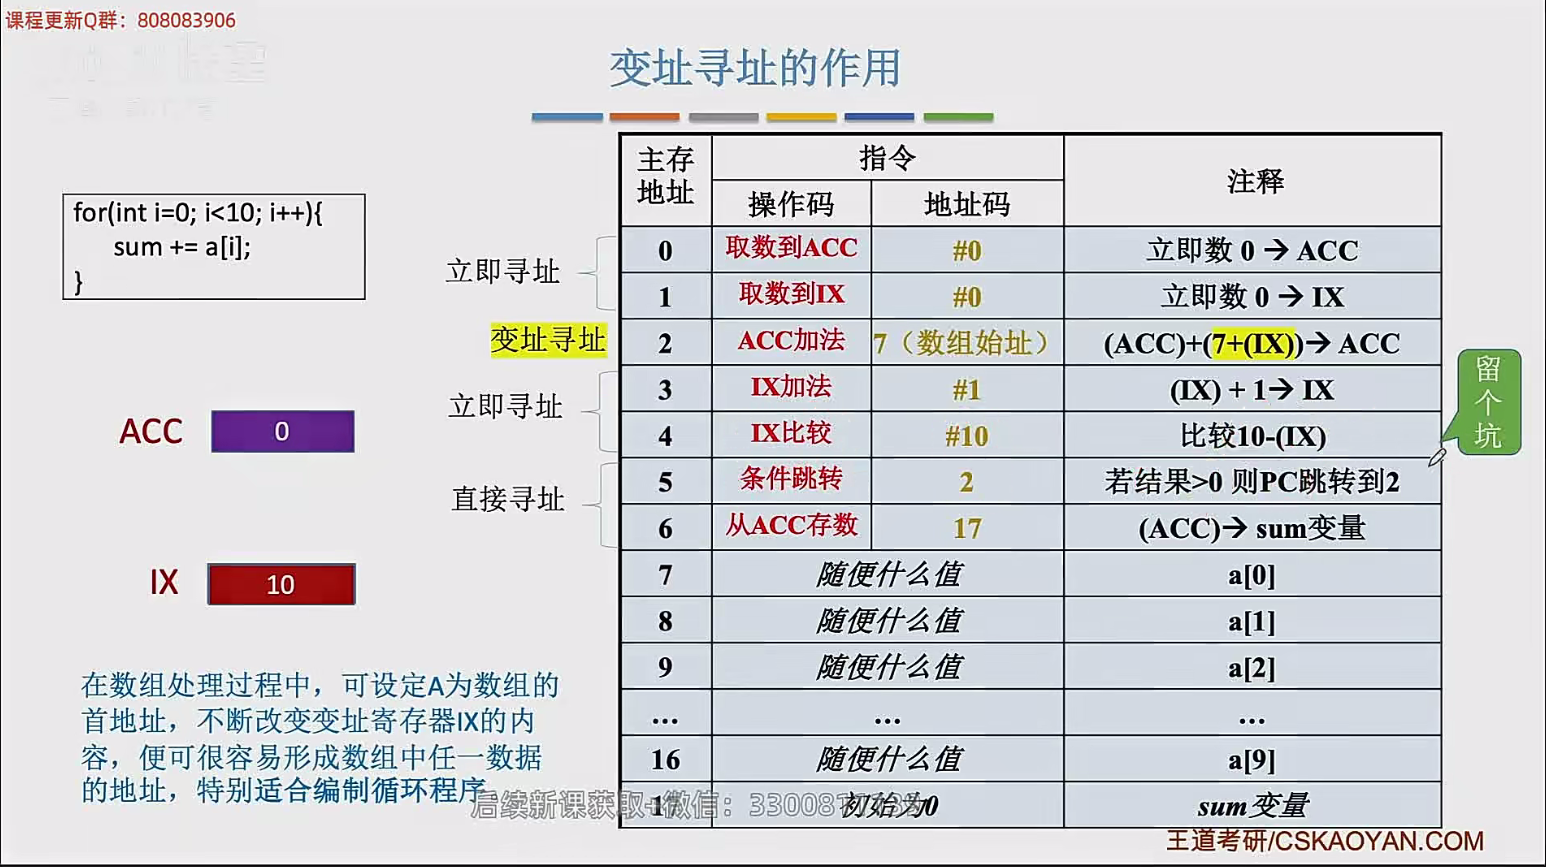 课程更新Q群：808083906
变址寻址的作用
for(int i=0; i<10; i++){
sum += a[i];
}
主存地址 指令 注释
操作码 地址码
立即寻址
0 取数到ACC #0 立即数 0 → ACC
1 取数到IX #0 立即数 0 → IX
变址寻址
2 ACC加法 7（数组始址） (ACC)+(7+(IX))→ ACC
立即寻址
3 IX加法 #1 (IX) + 1→ IX
4 IX比较 #10 比较10-(IX)
留个坑
直接寻址
5 条件跳转 2 若结果>0 则PC跳转到2
6 从ACC存数 17 (ACC)→ sum变量
7 随便什么值 a[0]
8 随便什么值 a[1]
9 随便什么值 a[2]
... ... ...
16 随便什么值 a[9]
初始为0 sum变量
ACC 0
IX 10
在数组处理过程中，可设定A为数组的
首地址，不断改变变址寄存器IX的内
容，便可很容易形成数组中任一数据
的地址，特别适合编制循环程序
后续新课获取+微信：
王道考研/CSKAOYAN.COM